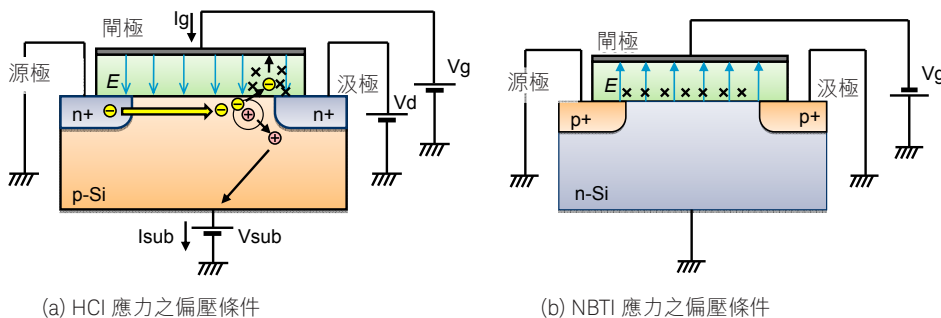 Ig
閘極
源極
汲極
E
Vg
Vd
n+
n+
p-Si
Isub
Vsub
(a) HCI 應力之偏壓條件
閘極
源極
汲極
E
Vg
p+
p+
n-Si
(b) NBTI 應力之偏壓條件